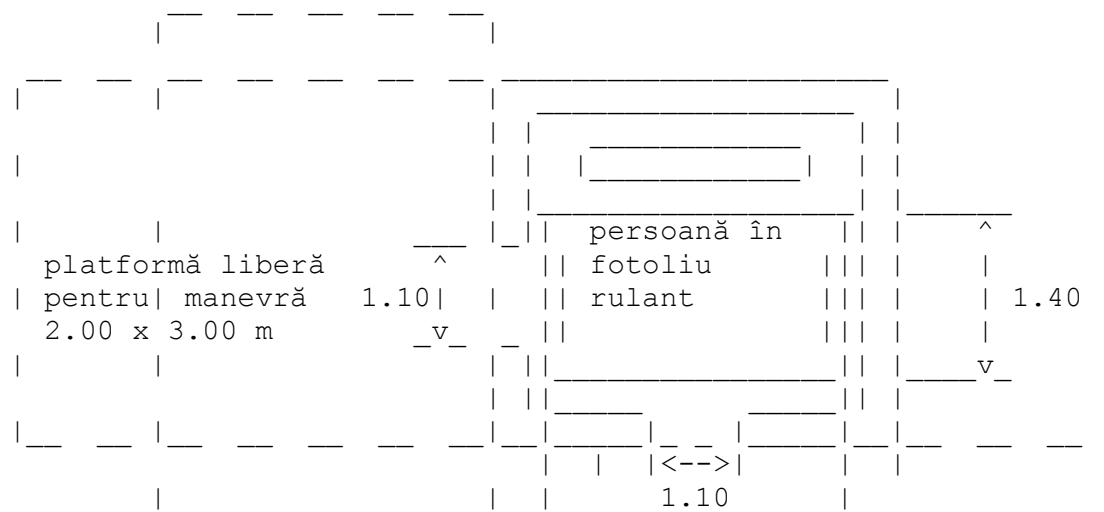 persoană în
platformă liberă fotoliu
pentru manevră 1.10 rulant 1.40
2.00 x 3.00 m
1.10